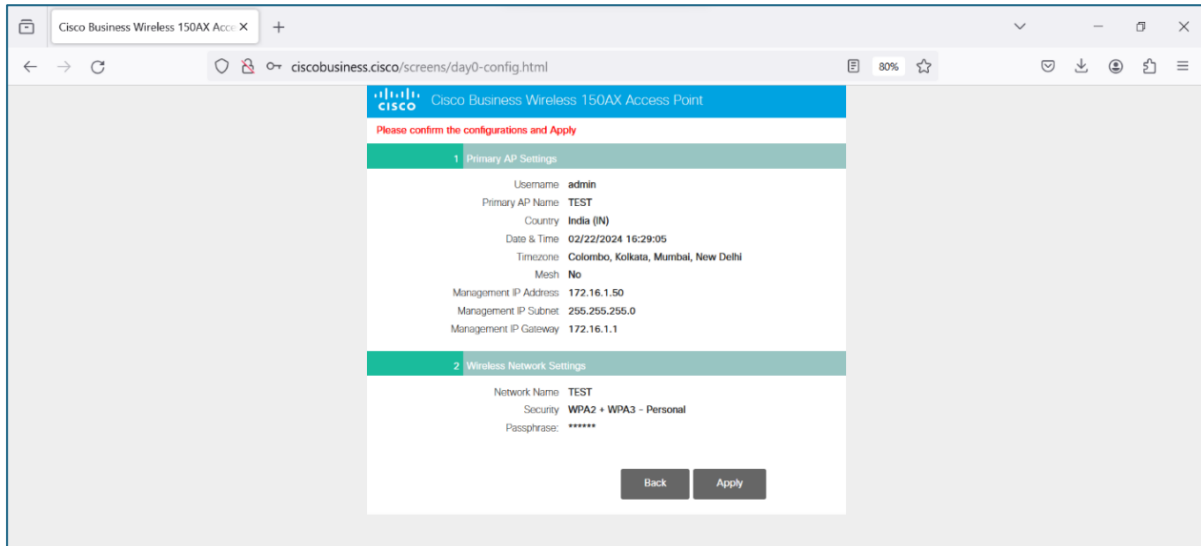 Cisco Business Wireless 150AX Acce
ciscobusiness.cisco/screens/day0-config.html
80%
CISCO
Cisco Business Wireless 150AX Access Point
Please confirm the configurations and Apply
1 Primary AP Settings
Username admin
Primary AP Name TEST
Country India (IN)
Date & Time 02/22/2024 16:29:05
Timezone Colombo, Kolkata, Mumbai, New Delhi
Mesh No
Management IP Address 172.16.1.50
Management IP Subnet 255.255.255.0
Management IP Gateway 172.16.1.1
2 Wireless Network Settings
Network Name TEST
Security WPA2 + WPA3 - Personal
Passphrase: ******
Back Apply